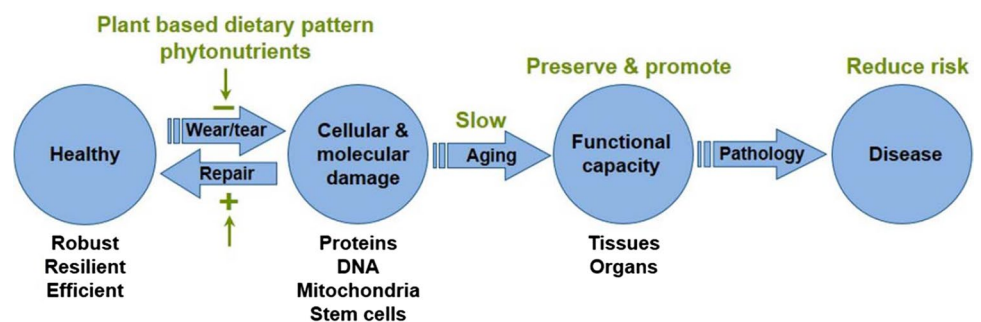 Plant based dietary pattern
phytonutrients
Preserve & promote
Reduce risk
−
Slow
Healthy
Wear/tear
Repair
+
Cellular &
molecular
damage
Aging
Functional
capacity
Pathology
Disease
Robust
Resilient
Efficient
Proteins
DNA
Mitochondria
Stem cells
Tissues
Organs